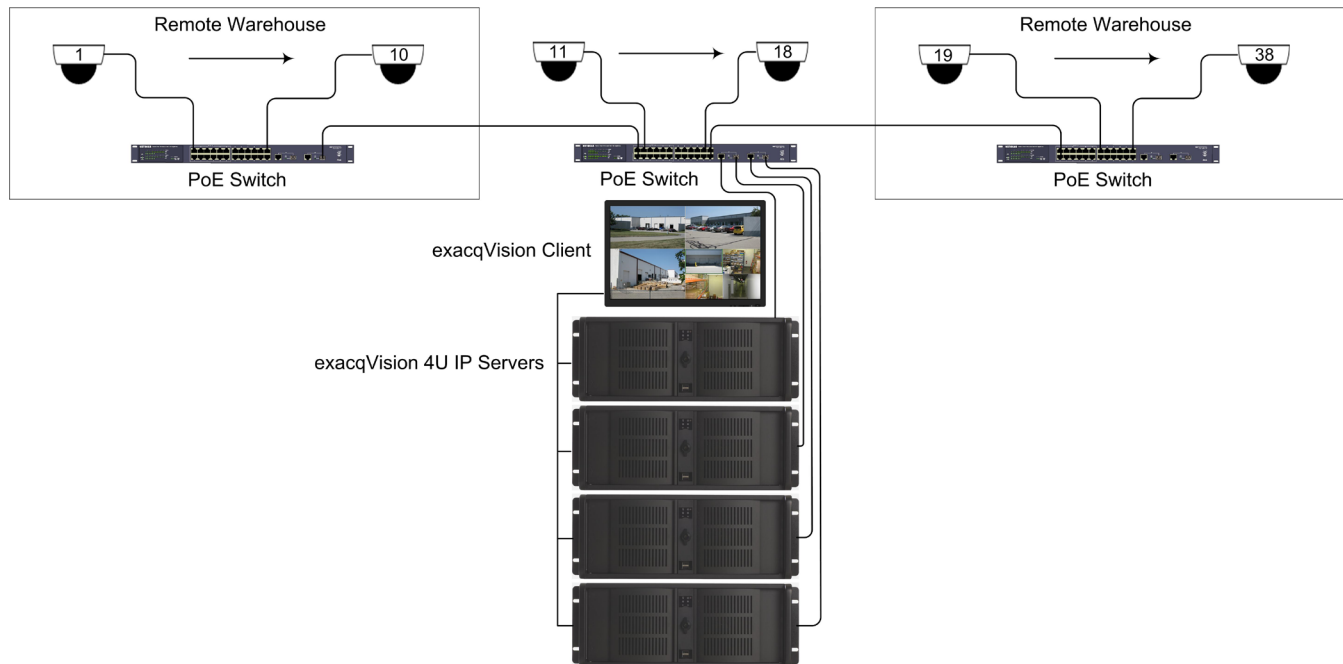 Remote Warehouse
Remote Warehouse
1
10
11
18
19
38
PoE Switch
PoE Switch
PoE Switch
exacqVision Client
exacqVision 4U IP Servers